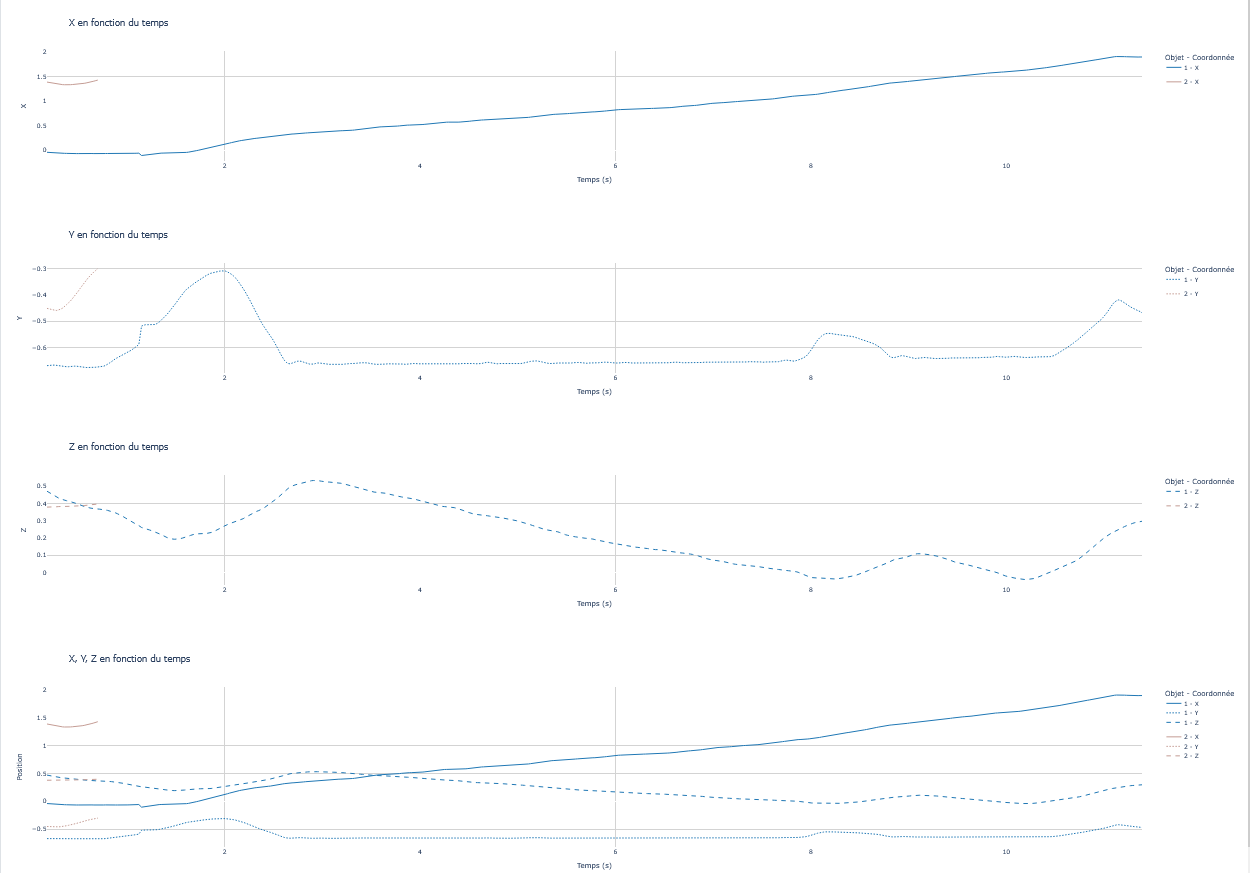 X en fonction du temps
2
1.5
1
0.5
0
X
2
4
6
8
10
Temps (s)
Objet - Coordonnée
1 - X
2 - X
Y en fonction du temps
−0.3
−0.4
−0.5
−0.6
Y
2
4
6
8
10
Temps (s)
Objet - Coordonnée
1 - Y
2 - Y
Z en fonction du temps
0.5
0.4
0.3
0.2
0.1
0
Z
2
4
6
8
10
Temps (s)
Objet - Coordonnée
1 - Z
2 - Z
X, Y, Z en fonction du temps
2
1.5
1
0.5
0
−0.5
Position
2
4
6
8
10
Temps (s)
Objet - Coordonnée
1 - X
1 - Y
1 - Z
2 - X
2 - Y
2 - Z